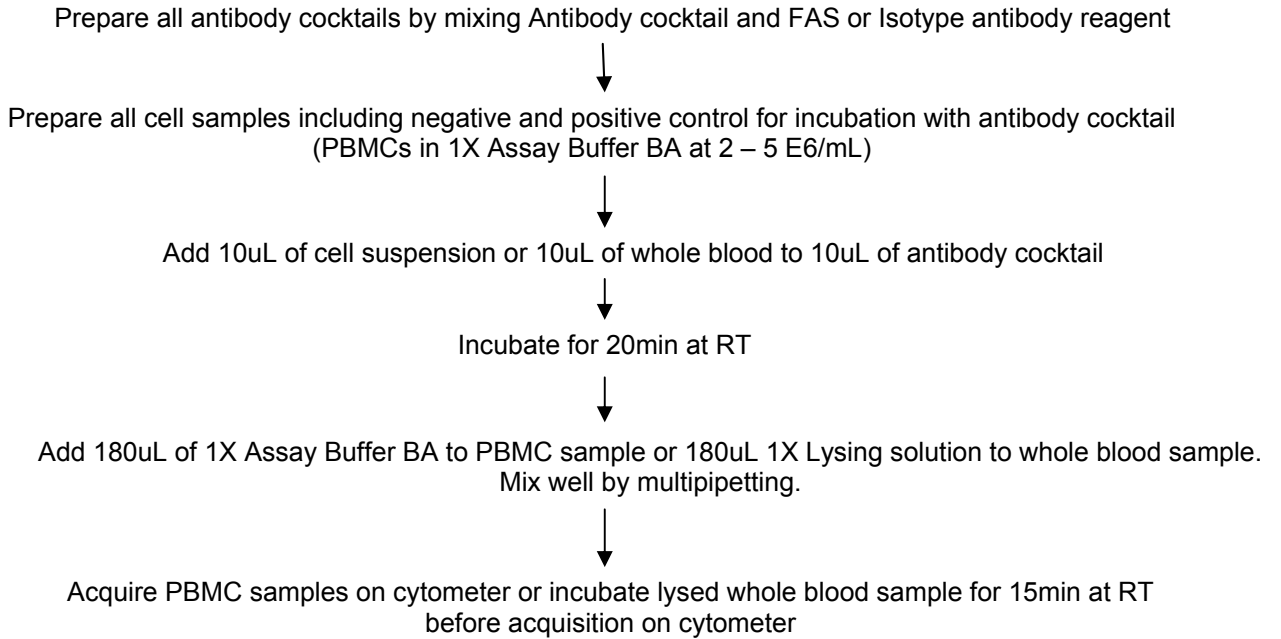 Prepare all antibody cocktails by mixing Antibody cocktail and FAS or Isotype antibody reagent
Prepare all cell samples including negative and positive control for incubation with antibody cocktail
(PBMCs in 1X Assay Buffer BA at 2 – 5 E6/mL)
Add 10uL of cell suspension or 10uL of whole blood to 10uL of antibody cocktail
Incubate for 20min at RT
Add 180uL of 1X Assay Buffer BA to PBMC sample or 180uL 1X Lysing solution to whole blood sample.
Mix well by multipipetting.
Acquire PBMC samples on cytometer or incubate lysed whole blood sample for 15min at RT
before acquisition on cytometer